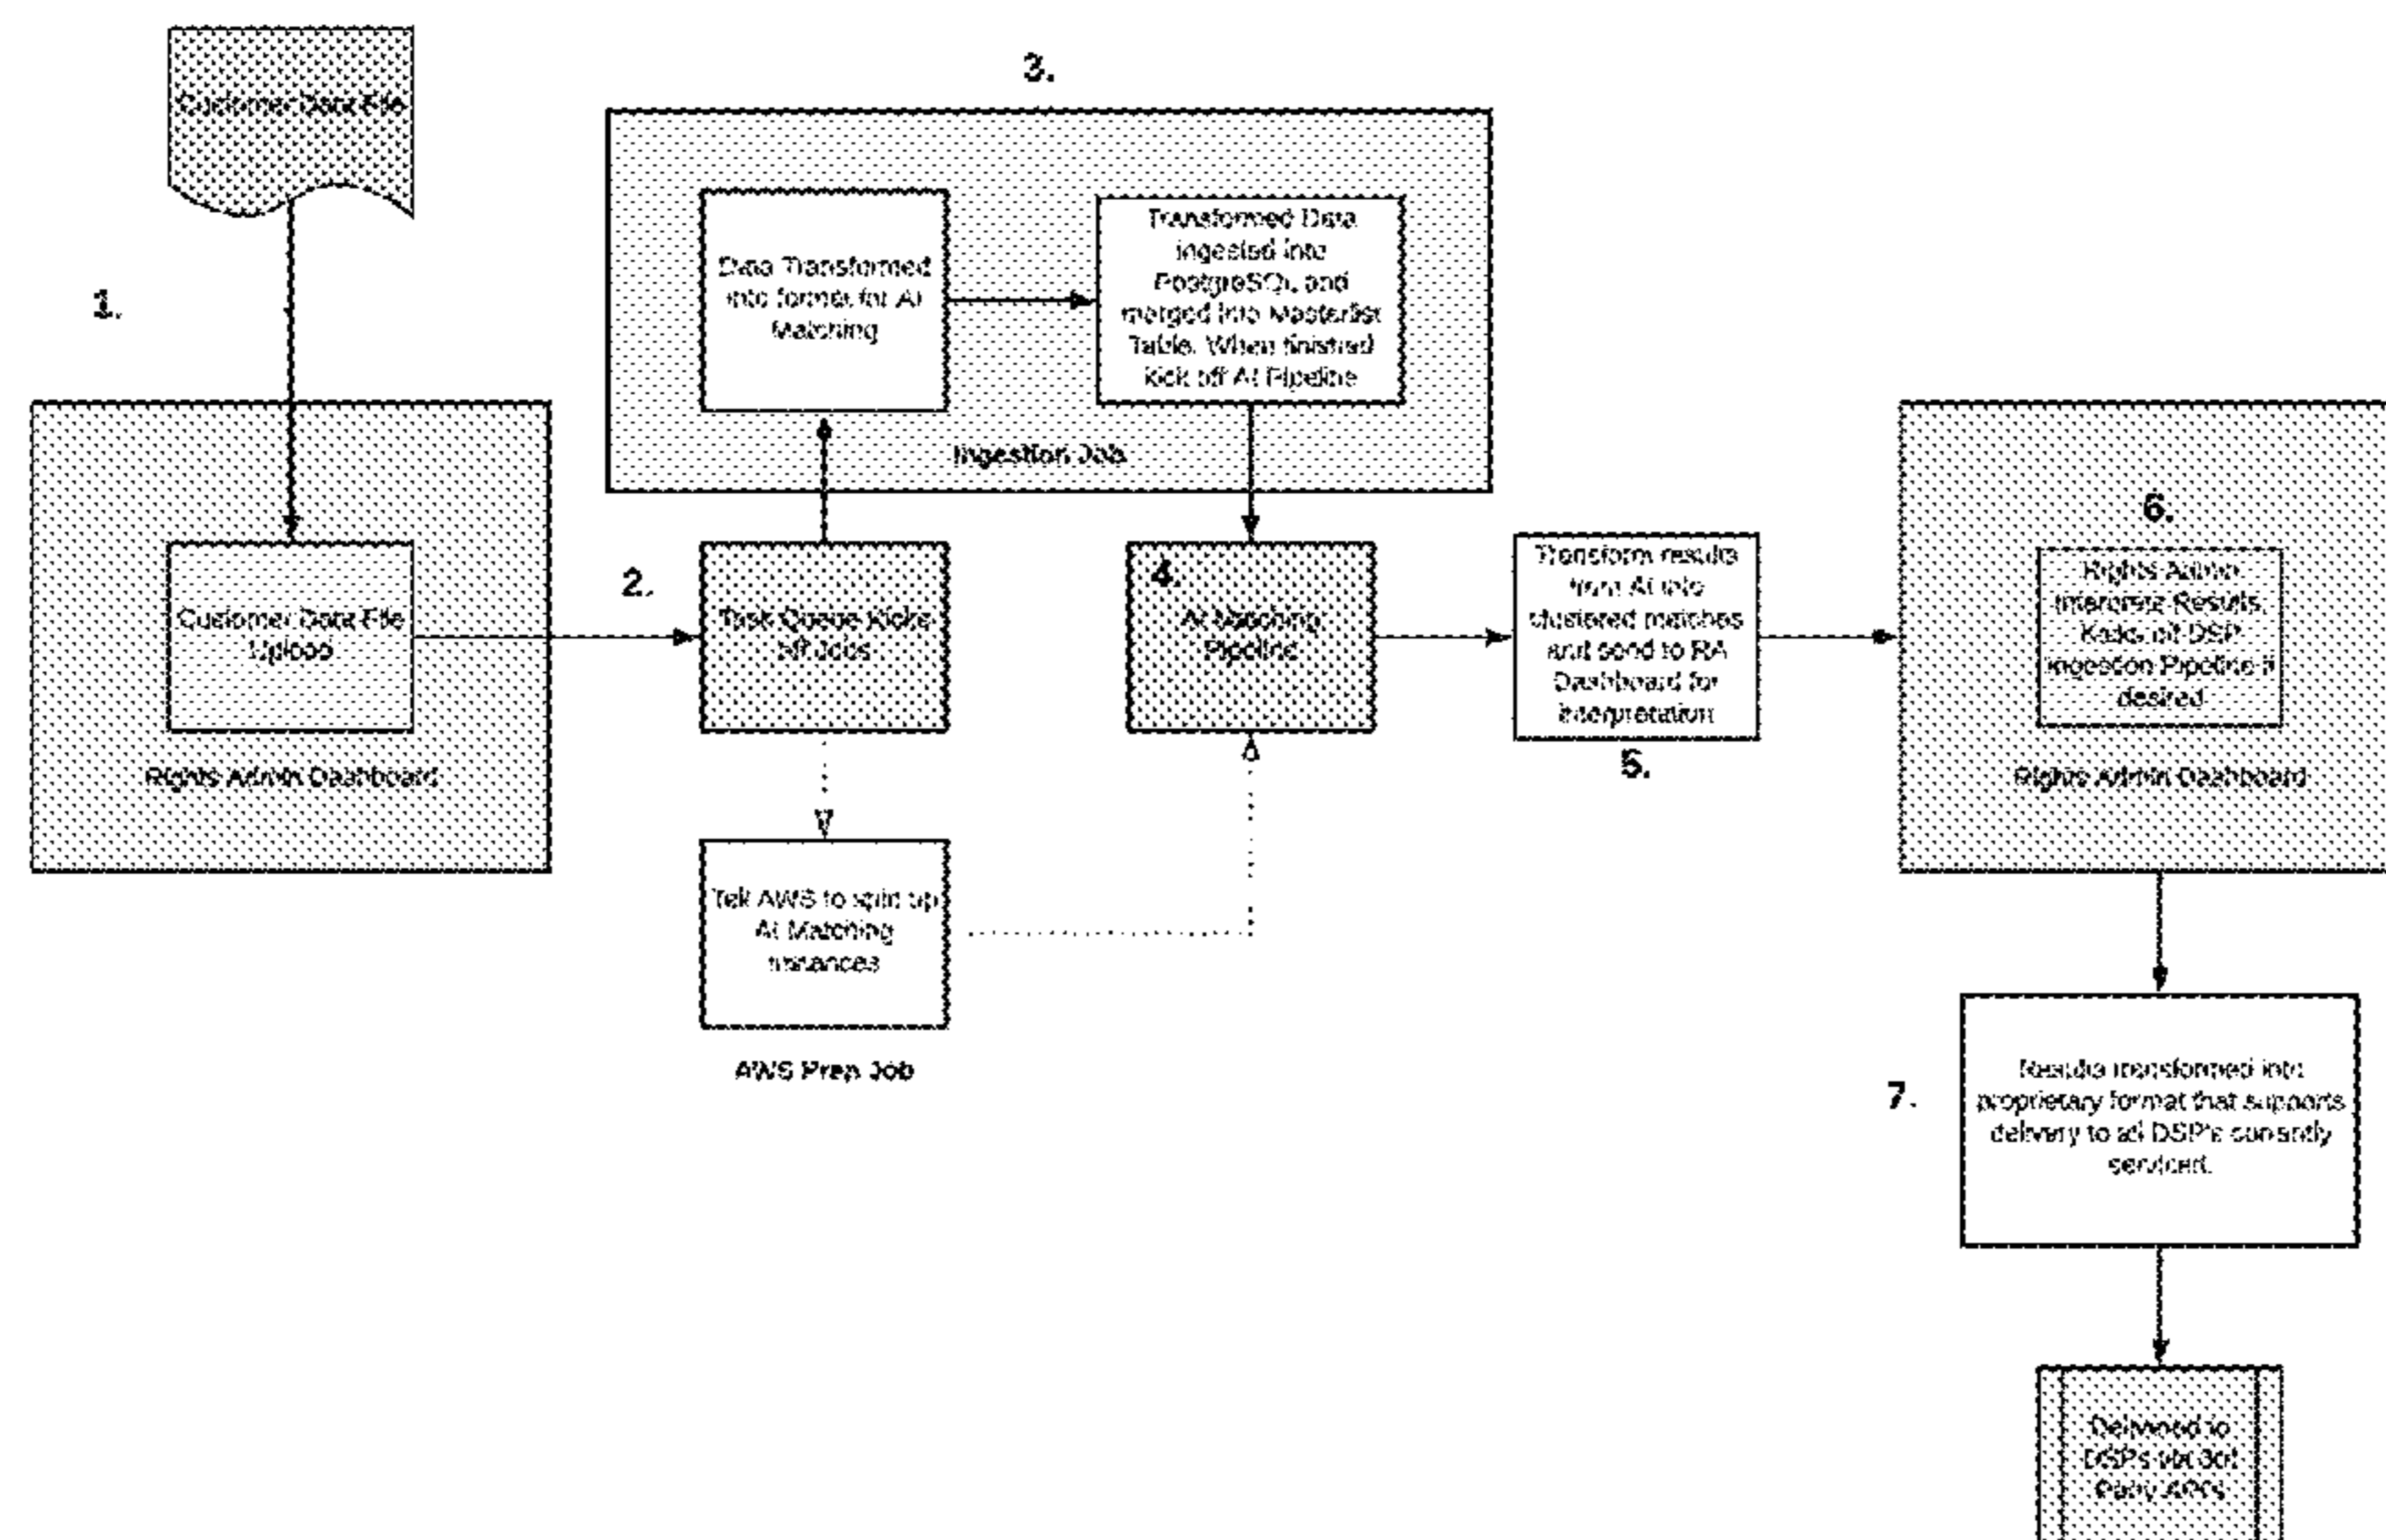 Customer Data File
3.
1.
Data Transformed
into format for AI
Matching
Transformed Data
ingested into
PostgreSQL and
merged into Masterlist
Table. When finished
kick off AI Pipeline
Ingestion Job
Customer Data File
Upload
Rights Admin Dashboard
2.
Task Queue Kicks
off Jobs
4.
AI Matching
Pipeline
Transform results
from AI into
clustered matches
and send to RA
Dashboard for
interpretation
5.
6.
Rights Admin
Interprets Results.
Kicks off DSP
ingestion Pipeline if
desired
Rights Admin Dashboard
Tell AWS to split up
AI Matching
Instances
AWS Prep Job
7.
Results transformed into
proprietary format that supports
delivery to all DSP's currently
serviced.
Delivered to
DSPs via 3rd
Party API's